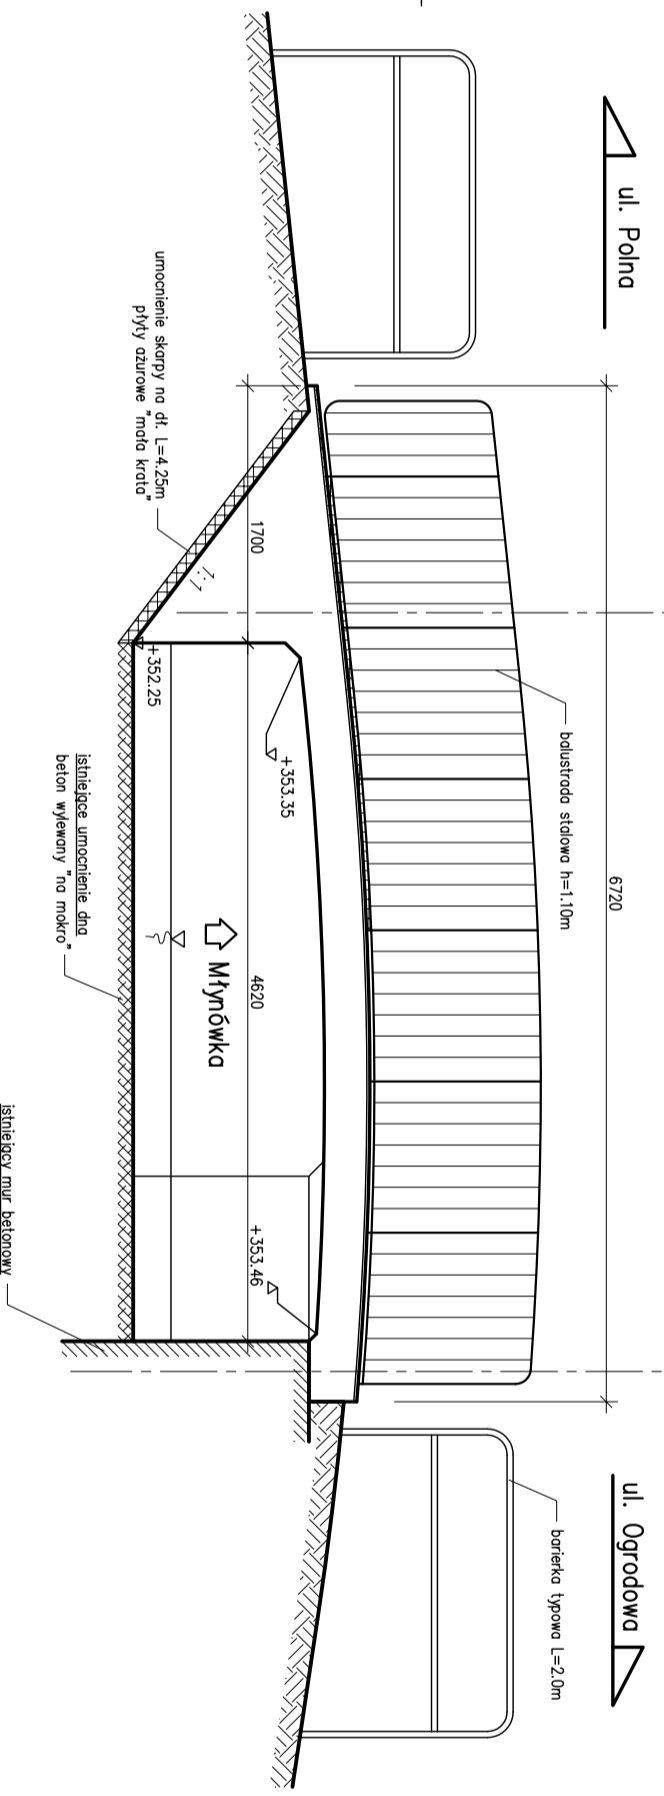 ul. Polna
6720
ul. Ogrodowa
balustrada stalowa h=1.10m
barierka typowa L=2.0m
umocnienie skarpy na dł. L=4.25m
płyty ażurowe "mała krata"
1700
+352.25
+353.35
Młynówka
4620
+353.46
istniejące umocnienie dna
beton wylewany "na mokro"
istniejący mur betonowy